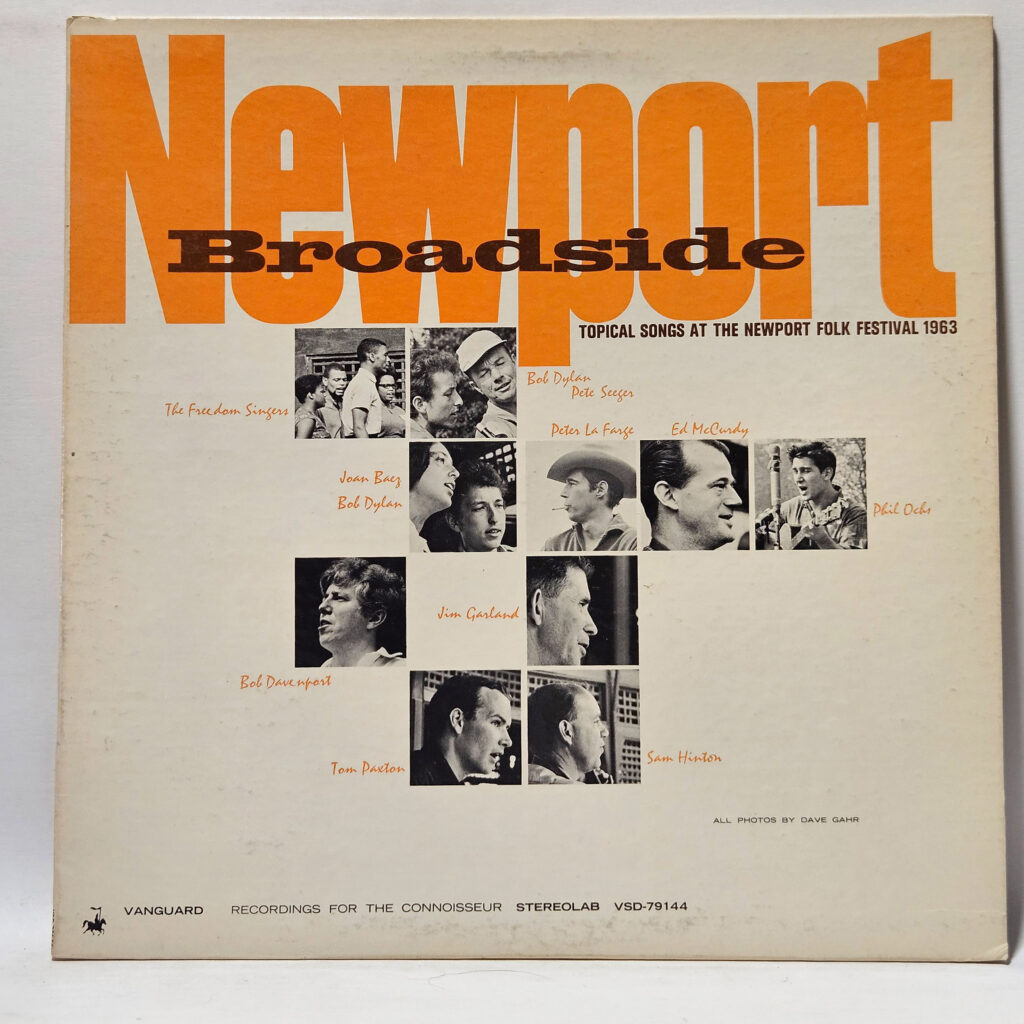 Newport
Broadside
TOPICAL SONGS AT THE NEWPORT FOLK FESTIVAL 1963
Bob Dylan
Pete Seeger
The Freedom Singers
Peter La Farge
Ed McCurdy
Joan Baez
Bob Dylan
Phil Ochs
Jim Garland
Bob Davenport
Sam Hinton
Tom Paxton
ALL PHOTOS BY DAVE GAHR
VANGUARD RECORDINGS FOR THE CONNOISSEUR STEREOLAB VSD-79144